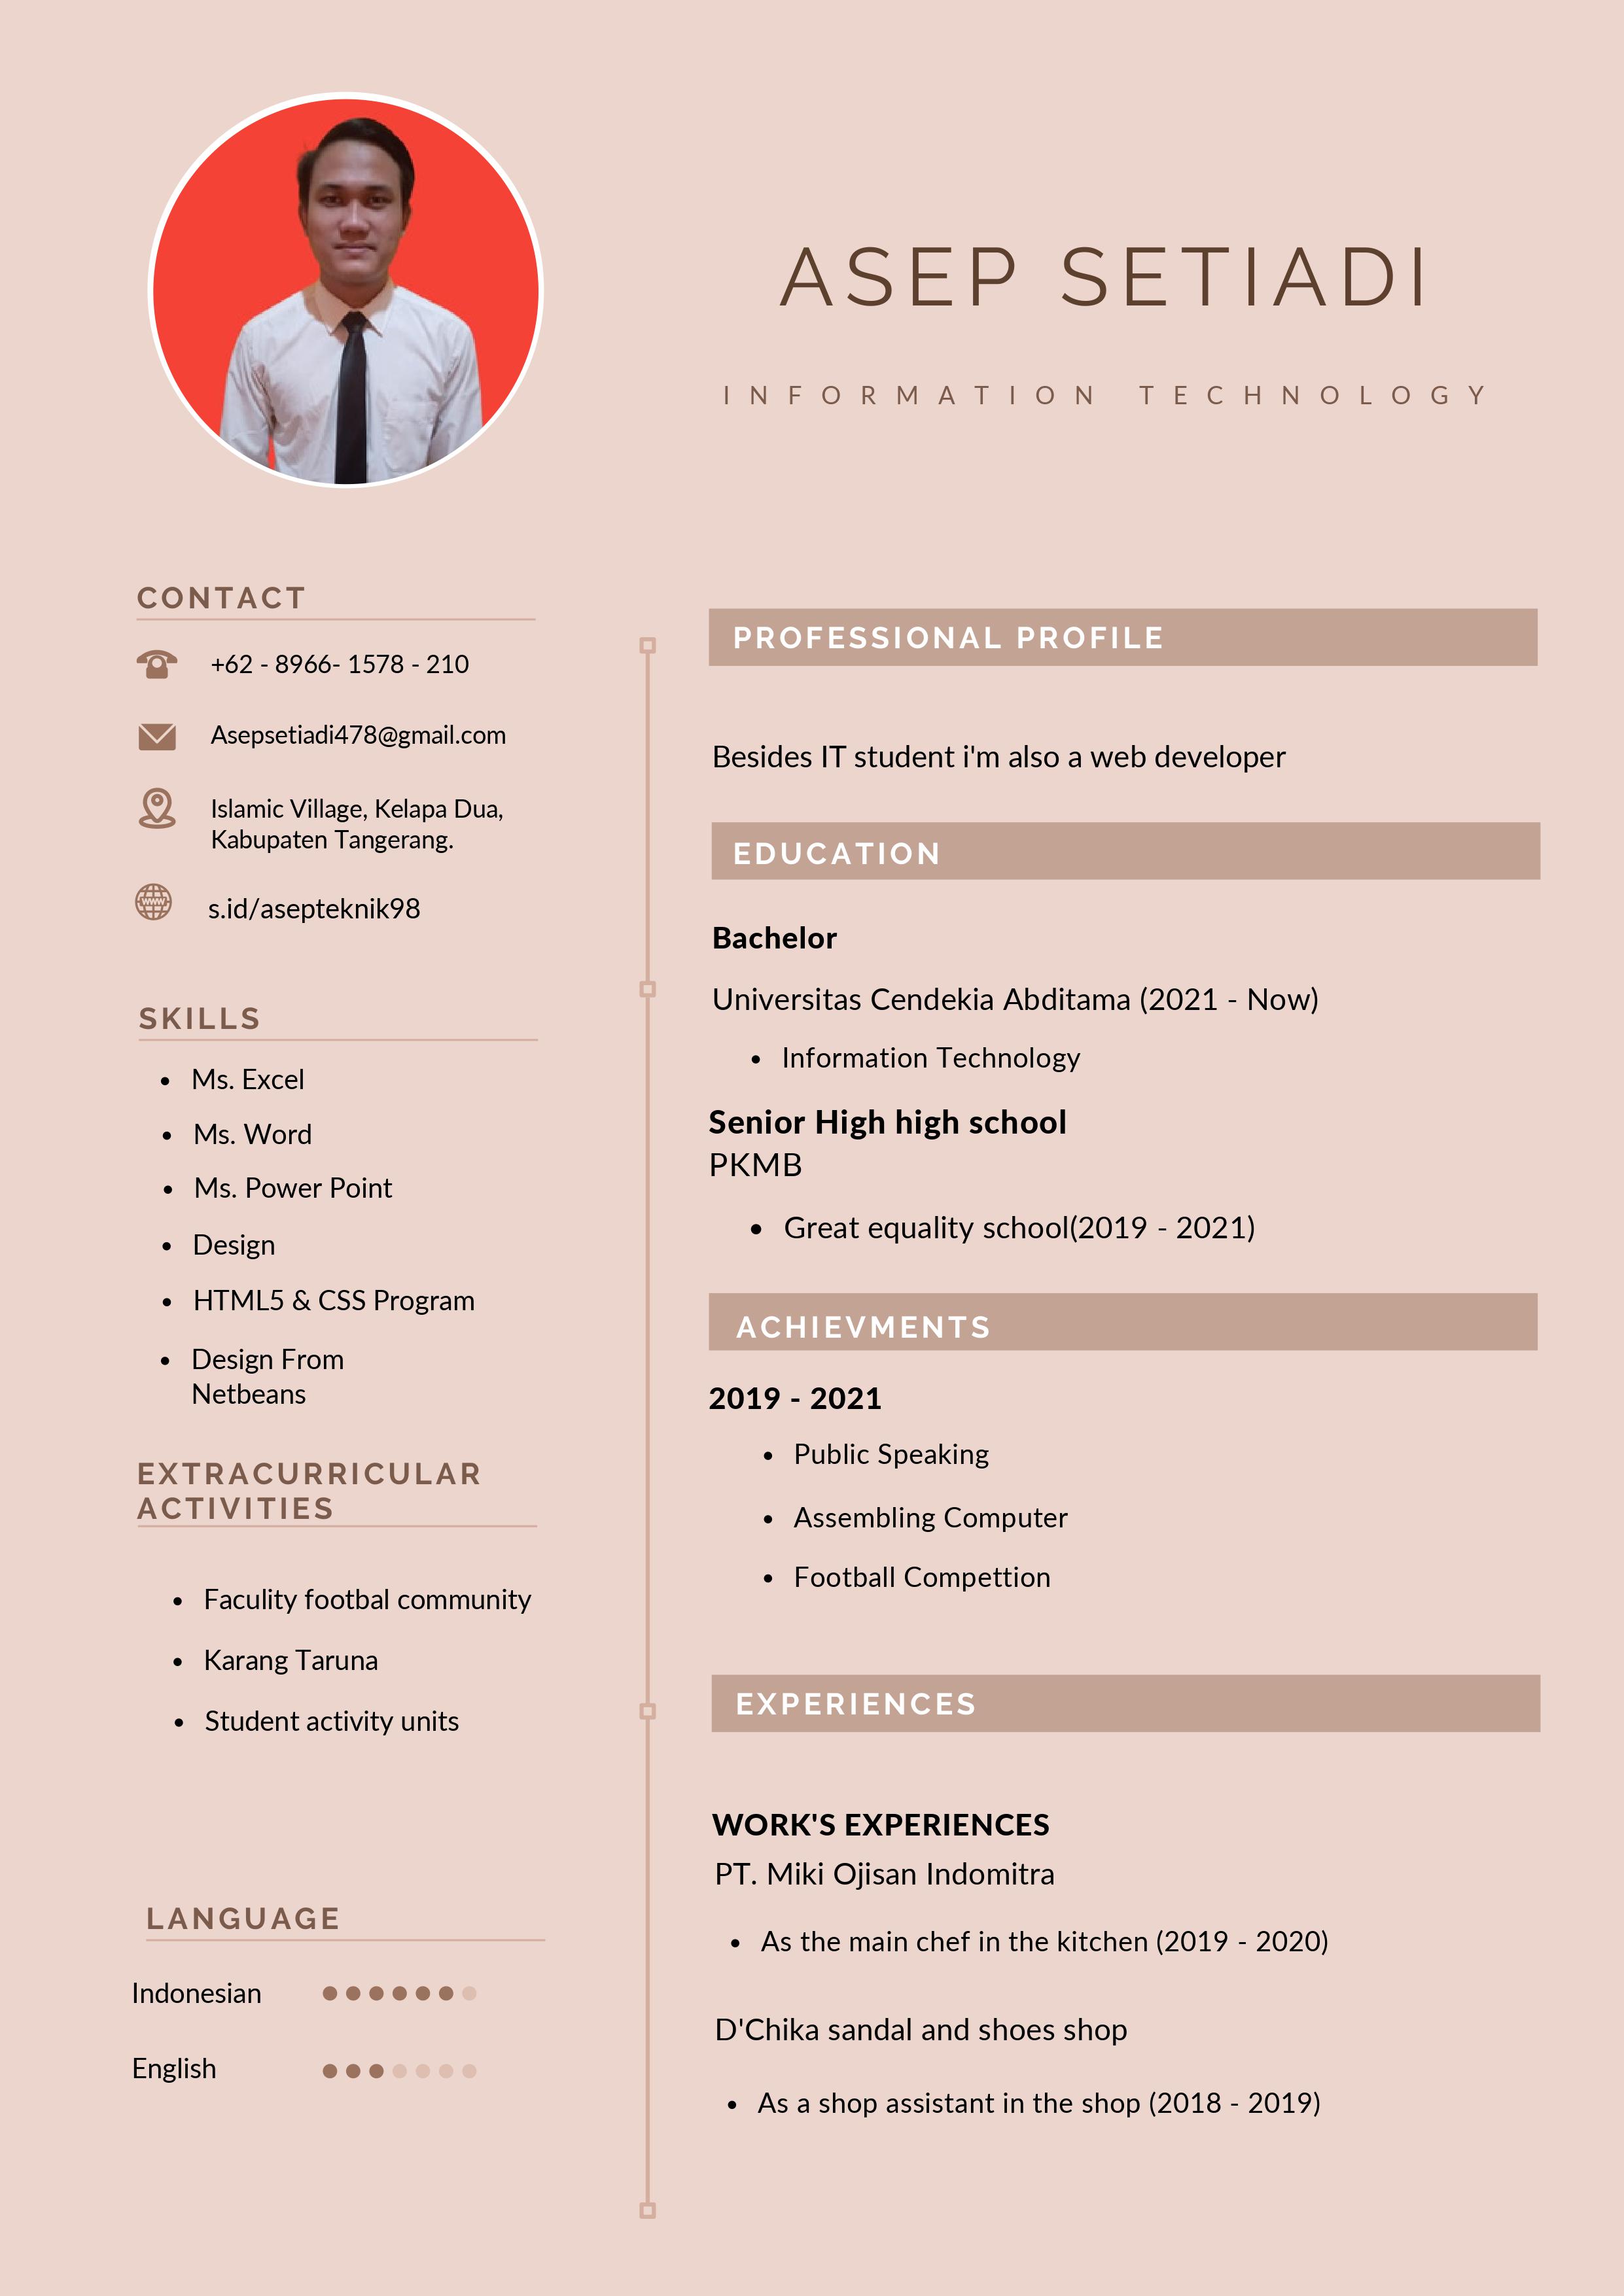 ASEP SETIADI
INFORMATION TECHNOLOGY
CONTACT
+62 - 8966- 1578 - 210
Asepsetiadi478@gmail.com
Islamic Village, Kelapa Dua,
Kabupaten Tangerang.
www
s.id/asepteknik98
SKILLS
Ms. Excel
Ms. Word
Ms. Power Point
Design
HTML5 & CSS Program
Design From
Netbeans
EXTRACURRICULAR
ACTIVITIES
Faculity footbal community
Karang Taruna
Student activity units
LANGUAGE
Indonesian
English
PROFESSIONAL PROFILE
Besides IT student i'm also a web developer
EDUCATION
Bachelor
Universitas Cendekia Abditama (2021 - Now)
Information Technology
Senior High high school
PKMB
Great equality school(2019 - 2021)
ACHIEVMENTS
2019 - 2021
Public Speaking
Assembling Computer
Football Compettion
EXPERIENCES
WORK'S EXPERIENCES
PT. Miki Ojisan Indomitra
As the main chef in the kitchen (2019 - 2020)
D'Chika sandal and shoes shop
As a shop assistant in the shop (2018 - 2019)